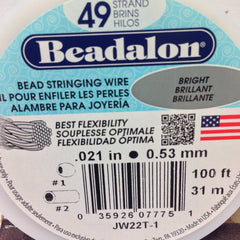 49 STRAND
BRINS
HILOS
Beadalon®
BEAD STRINGING WIRE
FIL POUR ENFILER LES PERLES
ALAMBRE PARA JOYERÍA
BRIGHT
BRILLANT
BRILLANTE
BEST FLEXIBILITY
SOUPLESSE OPTIMALE
FLEXIBILIDAD ÓPTIMA
.021 in ● 0.53 mm
#1
#2
100 ft
31 m
0 35926 07775 1
JW22T-1